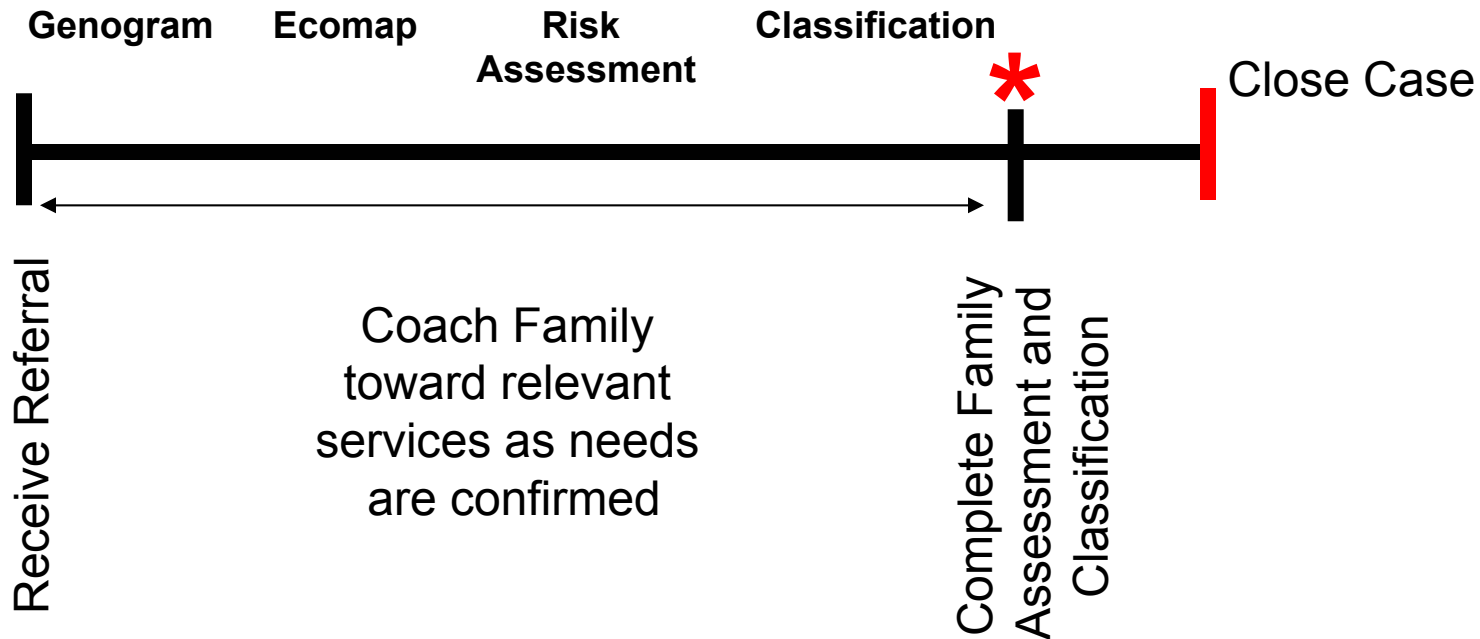 Genogram Ecomap Risk Classification
Assessment
*
Close Case
Receive Referral
Coach Family
toward relevant
services as needs
are confirmed
Complete Family
Assessment and
Classification